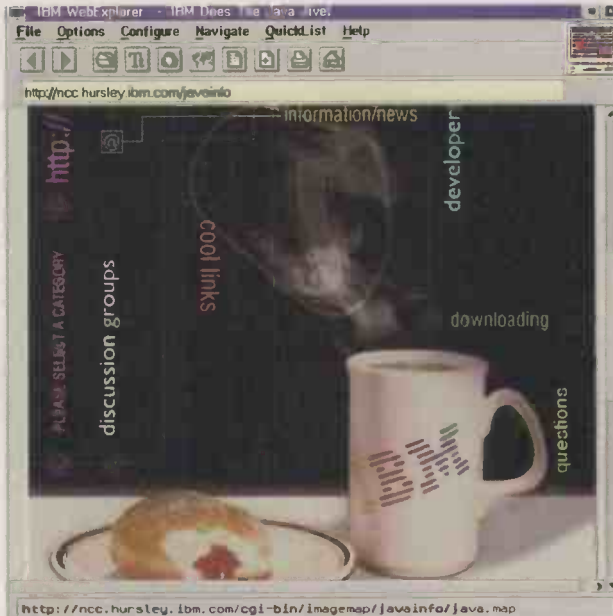 IBM WebExplorer - IBM Does The Java Jive.
File Options Configure Navigate QuickList Help
http://ncc.hursley.ibm.com/javainfo
http://
@
information/news
developer
cool links
PLEASE SELECT A CATEGORY
discussion groups
downloading
questions
IBM
http://ncc.hursley.ibm.com/cgi-bin/imagemap/javainfo/java.map